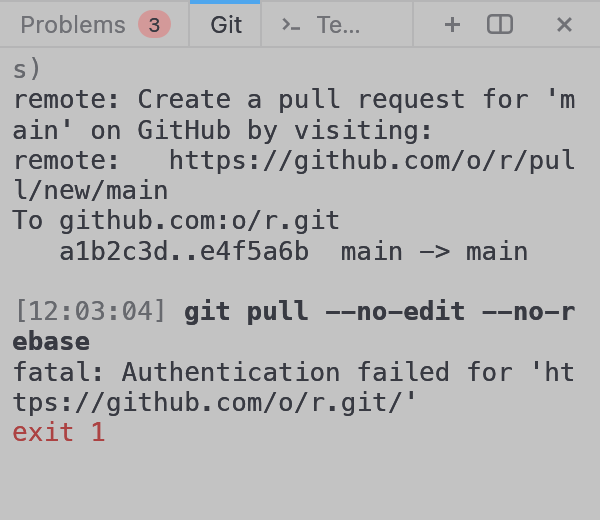 Problems 3 Git Te...
s)
remote: Create a pull request for 'm
ain' on GitHub by visiting:
remote:   https://github.com/o/r/pul
l/new/main
To github.com:o/r.git
   a1b2c3d..e4f5a6b  main -> main
[12:03:04] git pull --no-edit --no-r
ebase
fatal: Authentication failed for 'ht
tps://github.com/o/r.git/'
exit 1